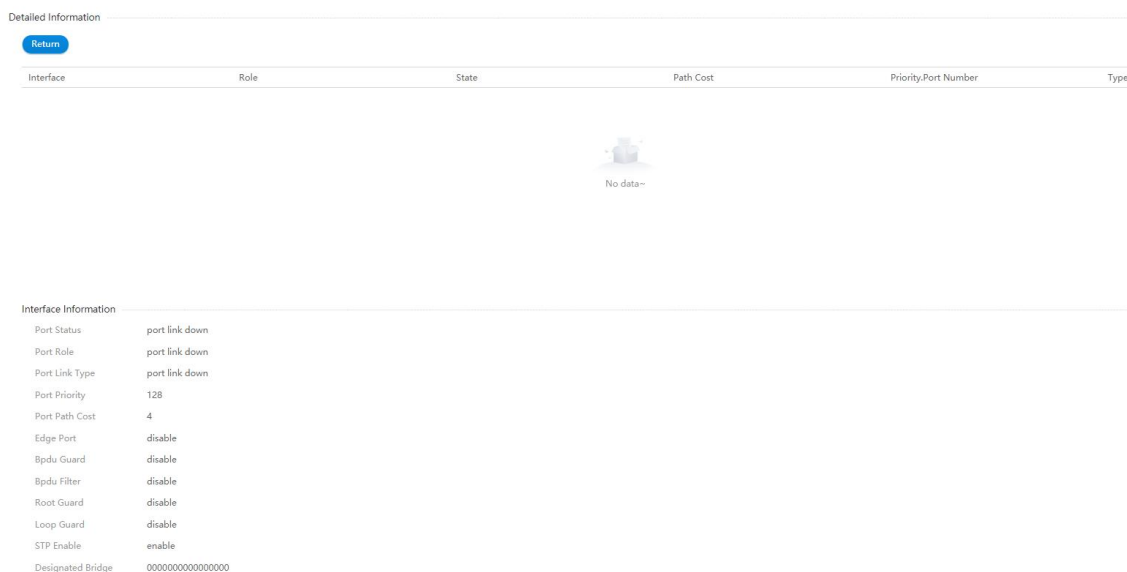 Detailed Information
Return
Interface Role State Path Cost Priority.Port Number Type
No data~
Interface Information
Port Status port link down
Port Role port link down
Port Link Type port link down
Port Priority 128
Port Path Cost 4
Edge Port disable
Bpdu Guard disable
Bpdu Filter disable
Root Guard disable
Loop Guard disable
STP Enable enable
Designated Bridge 0000000000000000